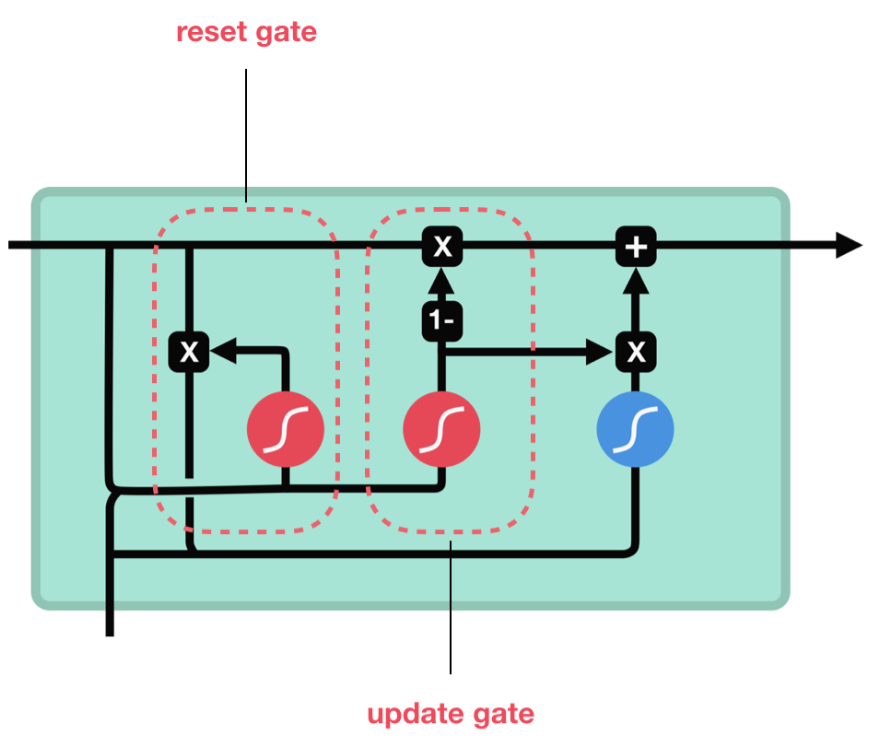 reset gate
X
+
1-
X
X
update gate